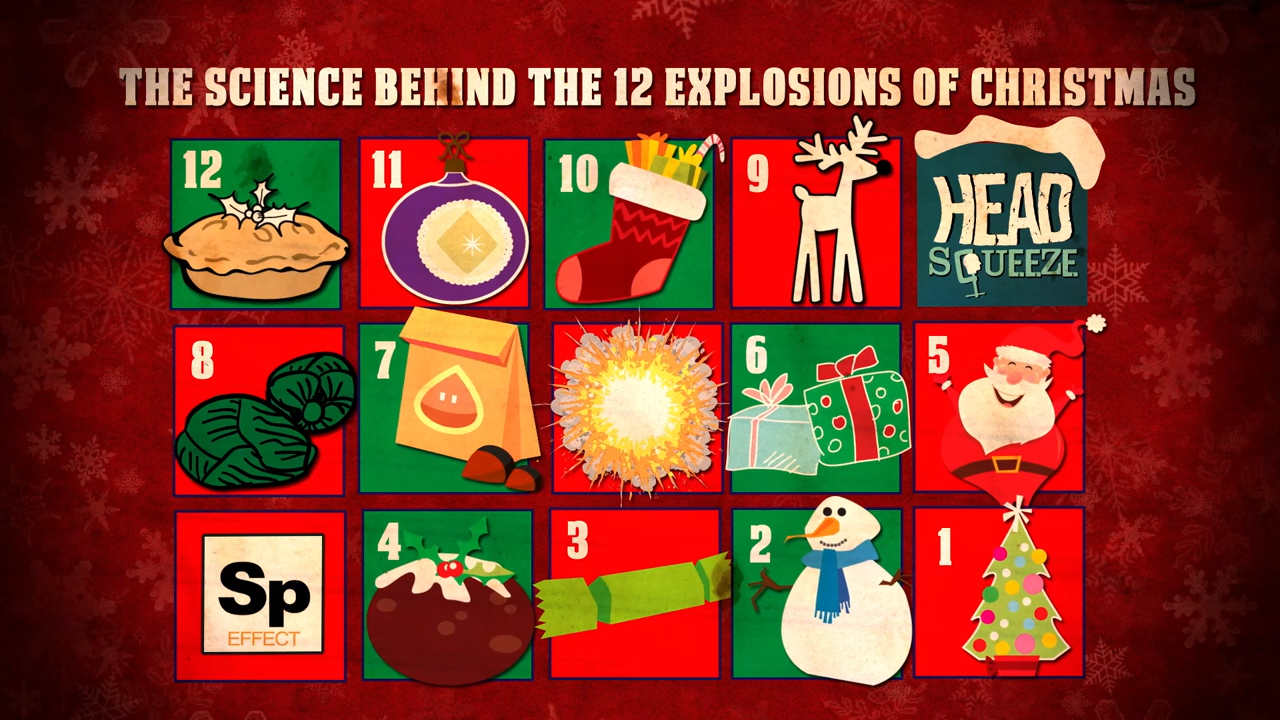 THE SCIENCE BEHIND THE 12 EXPLOSIONS OF CHRISTMAS
12
11
10
9
HEAD
SQUEEZE
8
7
6
5
Sp
EFFECT
4
3
2
1